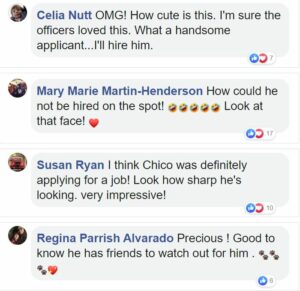 Celia Nutt OMG! How cute is this. I'm sure the
officers loved this. What a handsome
applicant...I'll hire him.
7
Mary Marie Martin-Henderson How could he
not be hired on the spot! 🤣🤣🤣🤣🤣 Look at
that face! ❤️
17
Susan Ryan I think Chico was definitely
applying for a job! Look how sharp he's
looking. very impressive!
10
Regina Parrish Alvarado Precious ! Good to
know he has friends to watch out for him . 🐾
🐾❤️
6